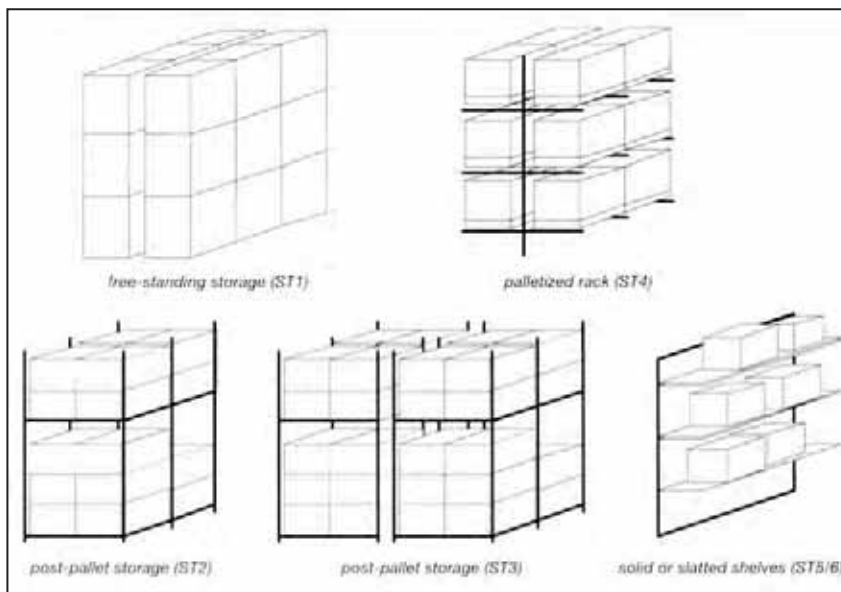 free-standing storage (ST1)
palletized rack (ST4)
post-pallet storage (ST2)
post-pallet storage (ST3)
solid or slatted shelves (ST5/6)